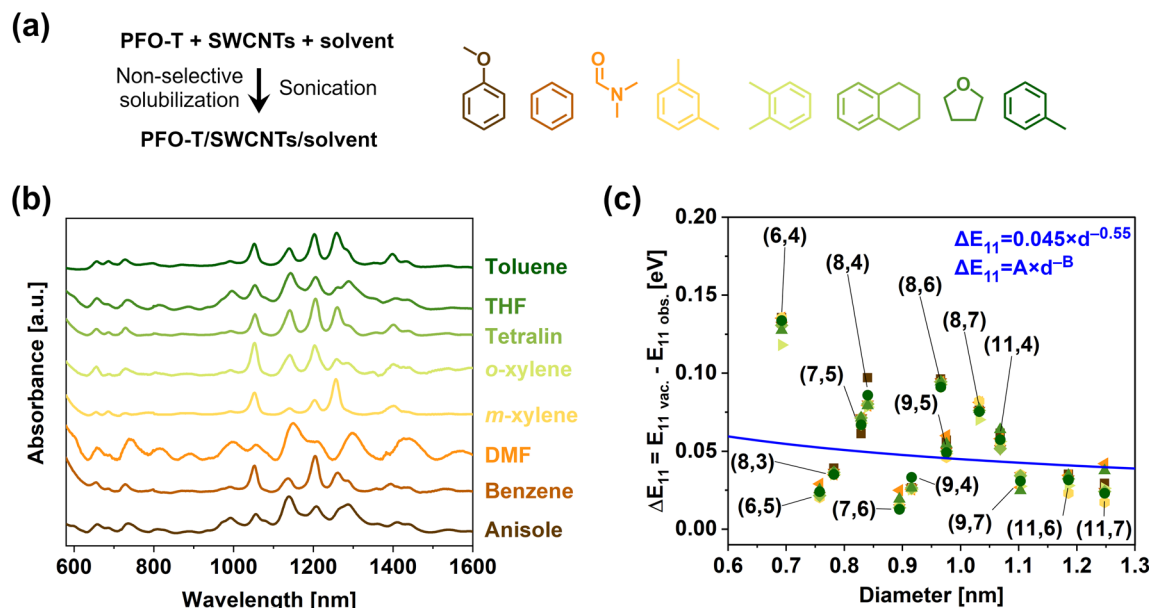 (a)
PFO-T + SWCNTs + solvent
Non-selective
solubilization
Sonication
PFO-T/SWCNTs/solvent
O
O
N
O
(b)
Absorbance [a.u.]
Toluene
THF
Tetralin
o-xylene
m-xylene
DMF
Benzene
Anisole
600 800 1000 1200 1400 1600
Wavelength [nm]
(c)
ΔE11 = E11 vac. - E11 obs. [eV]
0.20
0.15
0.10
0.05
0.00
ΔE11=0.045×d−0.55
ΔE11=A×d−B
(6,4)
(8,4)
(8,6)
(8,7)
(11,4)
(7,5)
(9,5)
(8,3)
(6,5)
(7,6)
(9,4)
(9,7)
(11,6)
(11,7)
0.6 0.7 0.8 0.9 1.0 1.1 1.2 1.3
Diameter [nm]